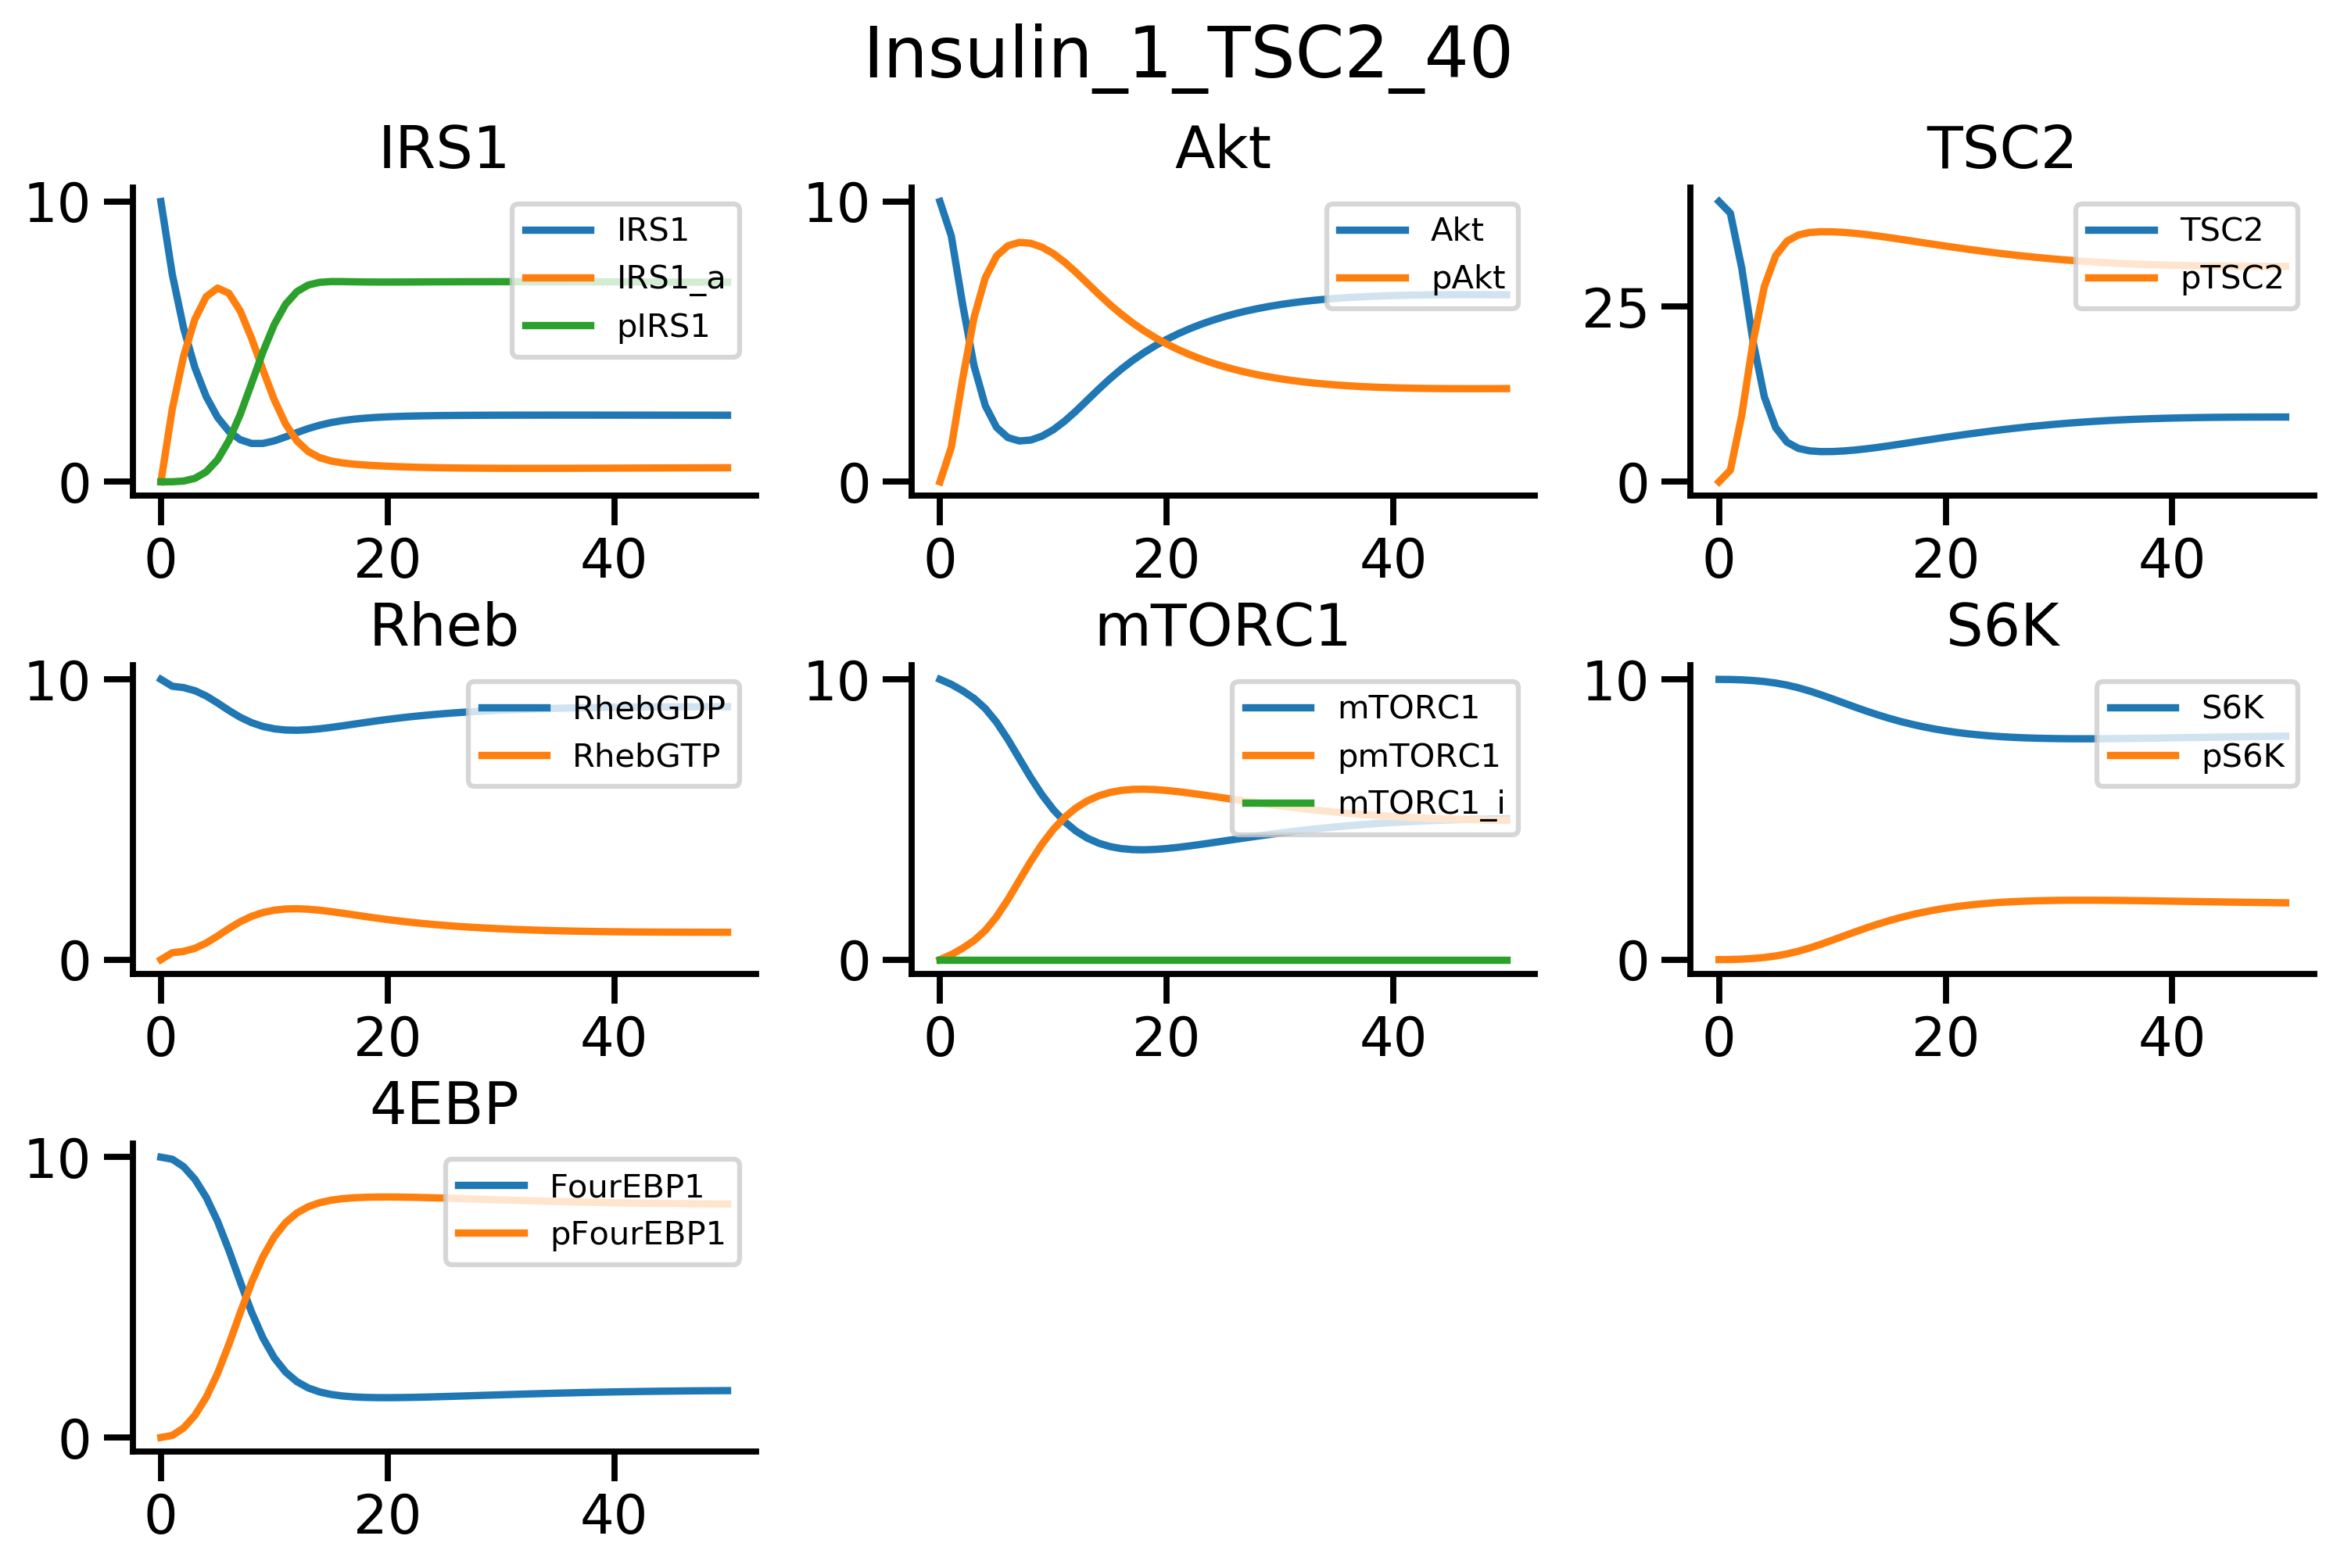 Insulin_1_TSC2_40
IRS1
10
0
0 20 40
IRS1
IRS1_a
pIRS1
Akt
10
0
0 20 40
Akt
pAkt
TSC2
25
0
0 20 40
TSC2
pTSC2
Rheb
10
0
0 20 40
RhebGDP
RhebGTP
mTORC1
10
0
0 20 40
mTORC1
pmTORC1
mTORC1_i
S6K
10
0
0 20 40
S6K
pS6K
4EBP
10
0
0 20 40
FourEBP1
pFourEBP1